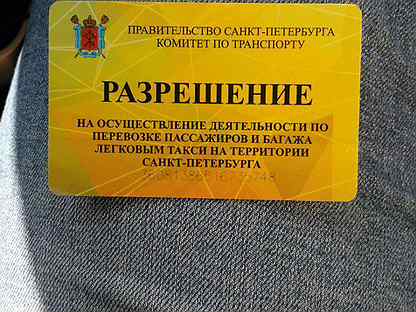 ПРАВИТЕЛЬСТВО САНКТ-ПЕТЕРБУРГА
КОМИТЕТ ПО ТРАНСПОРТУ
РАЗРЕШЕНИЕ
НА ОСУЩЕСТВЛЕНИЕ ДЕЯТЕЛЬНОСТИ ПО
ПЕРЕВОЗКЕ ПАССАЖИРОВ И БАГАЖА
ЛЕГКОВЫМ ТАКСИ НА ТЕРРИТОРИИ
САНКТ-ПЕТЕРБУРГА